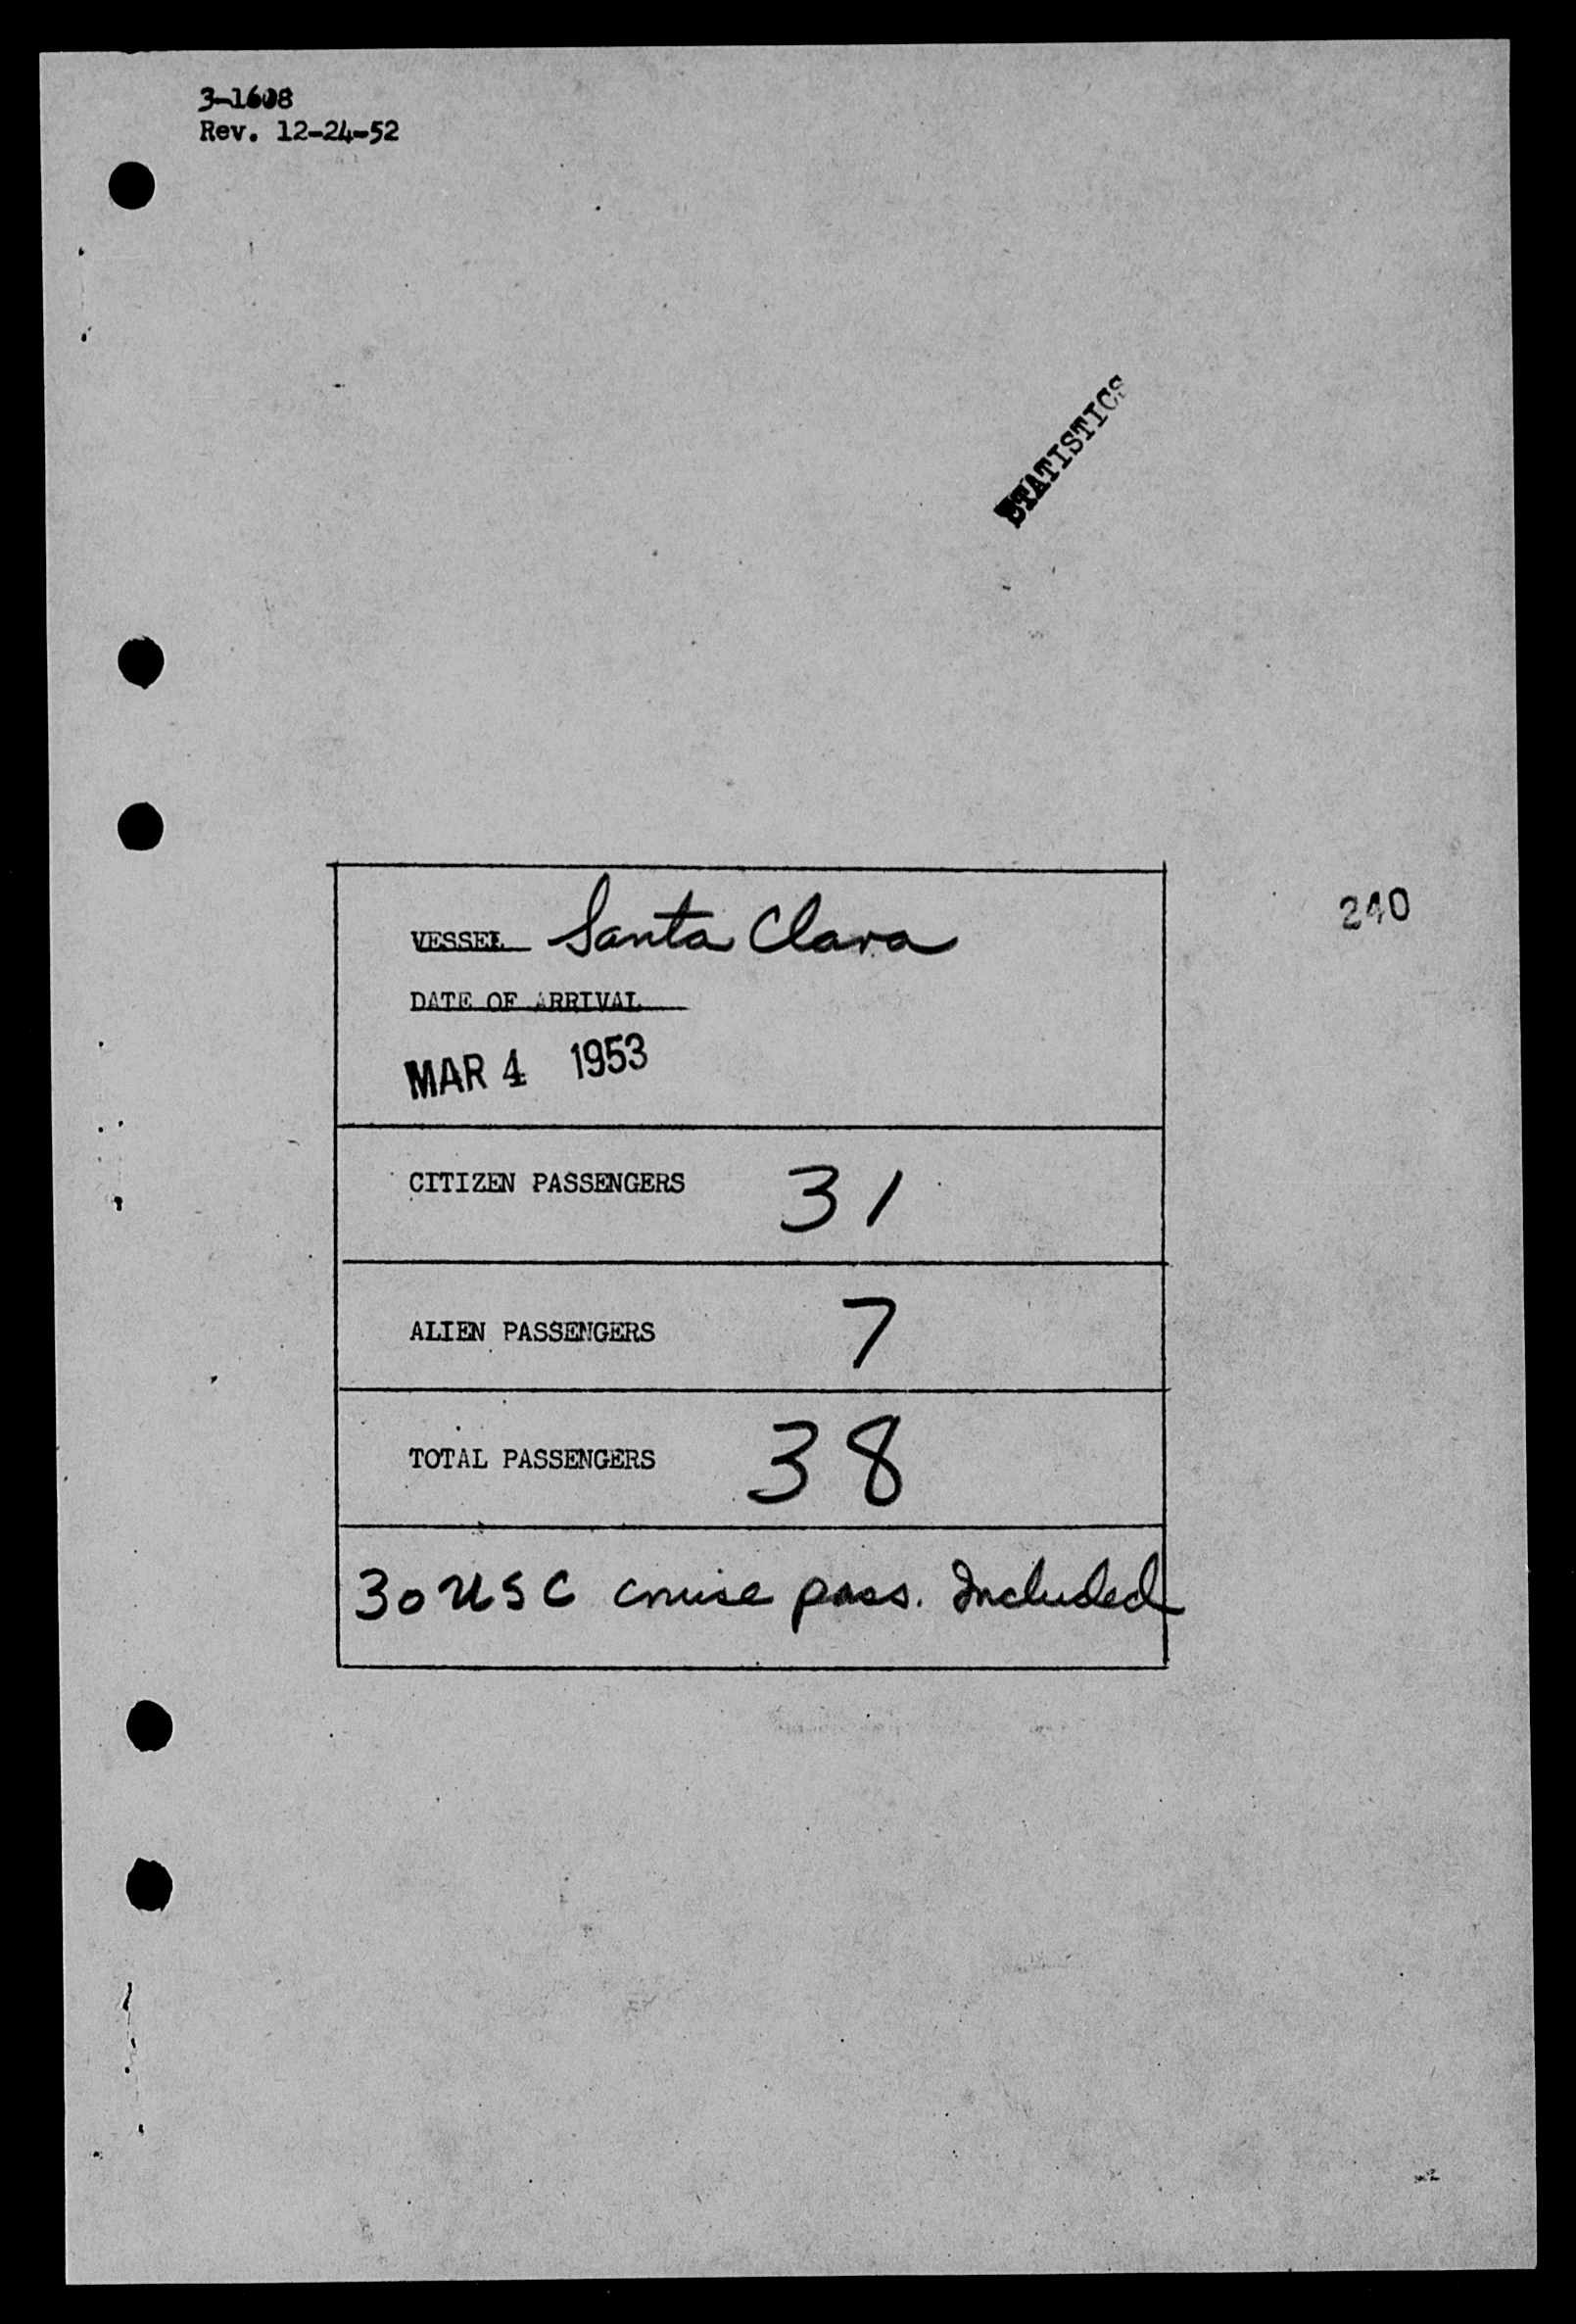 3-1608
Rev. 12-24-52
STATISTICS
240
VESSEL Santa Clara
DATE OF ARRIVAL
MAR 4 1953
CITIZEN PASSENGERS 31
ALIEN PASSENGERS 7
TOTAL PASSENGERS 38
30 USC cruise pass. Included